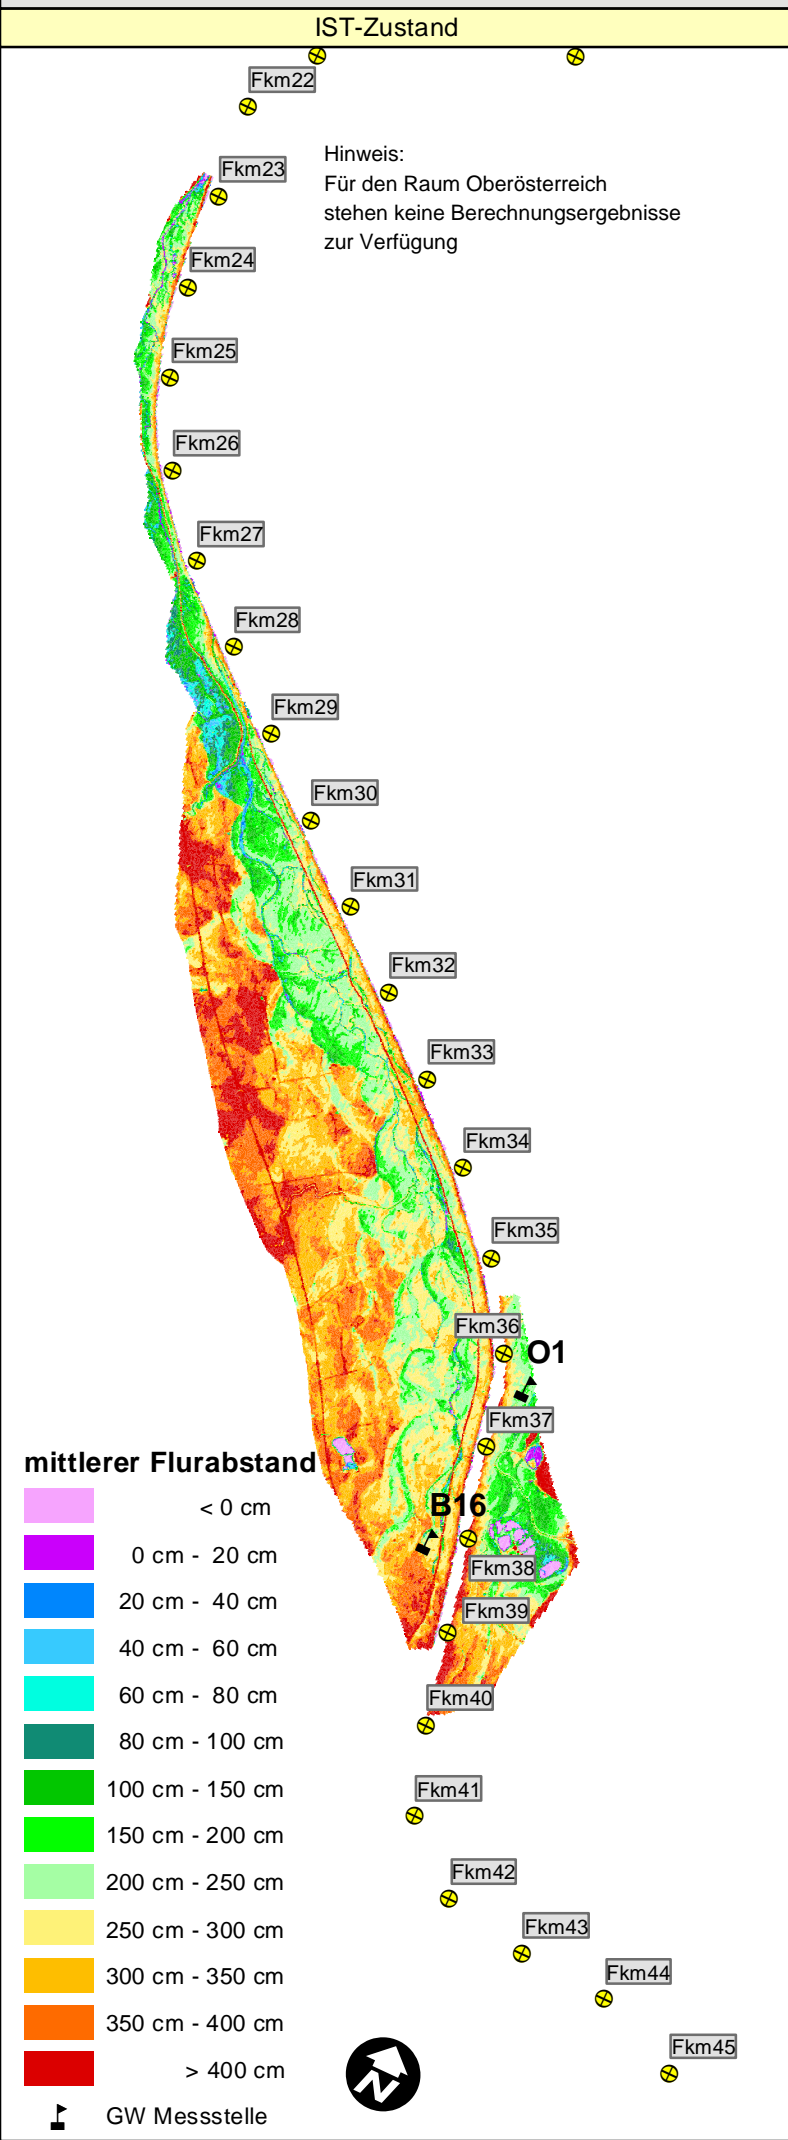 IST-Zustand
Fkm22
Hinweis:
Für den Raum Oberösterreich
stehen keine Berechnungsergebnisse
zur Verfügung
Fkm23
Fkm24
Fkm25
Fkm26
Fkm27
Fkm28
Fkm29
Fkm30
Fkm31
Fkm32
Fkm33
Fkm34
Fkm35
Fkm36
O1
Fkm37
mittlerer Flurabstand
B16
Fkm38
Fkm39
Fkm40
Fkm41
Fkm42
Fkm43
Fkm44
Fkm45
< 0 cm
0 cm - 20 cm
20 cm - 40 cm
40 cm - 60 cm
60 cm - 80 cm
80 cm - 100 cm
100 cm - 150 cm
150 cm - 200 cm
200 cm - 250 cm
250 cm - 300 cm
300 cm - 350 cm
350 cm - 400 cm
> 400 cm
GW Messstelle
N